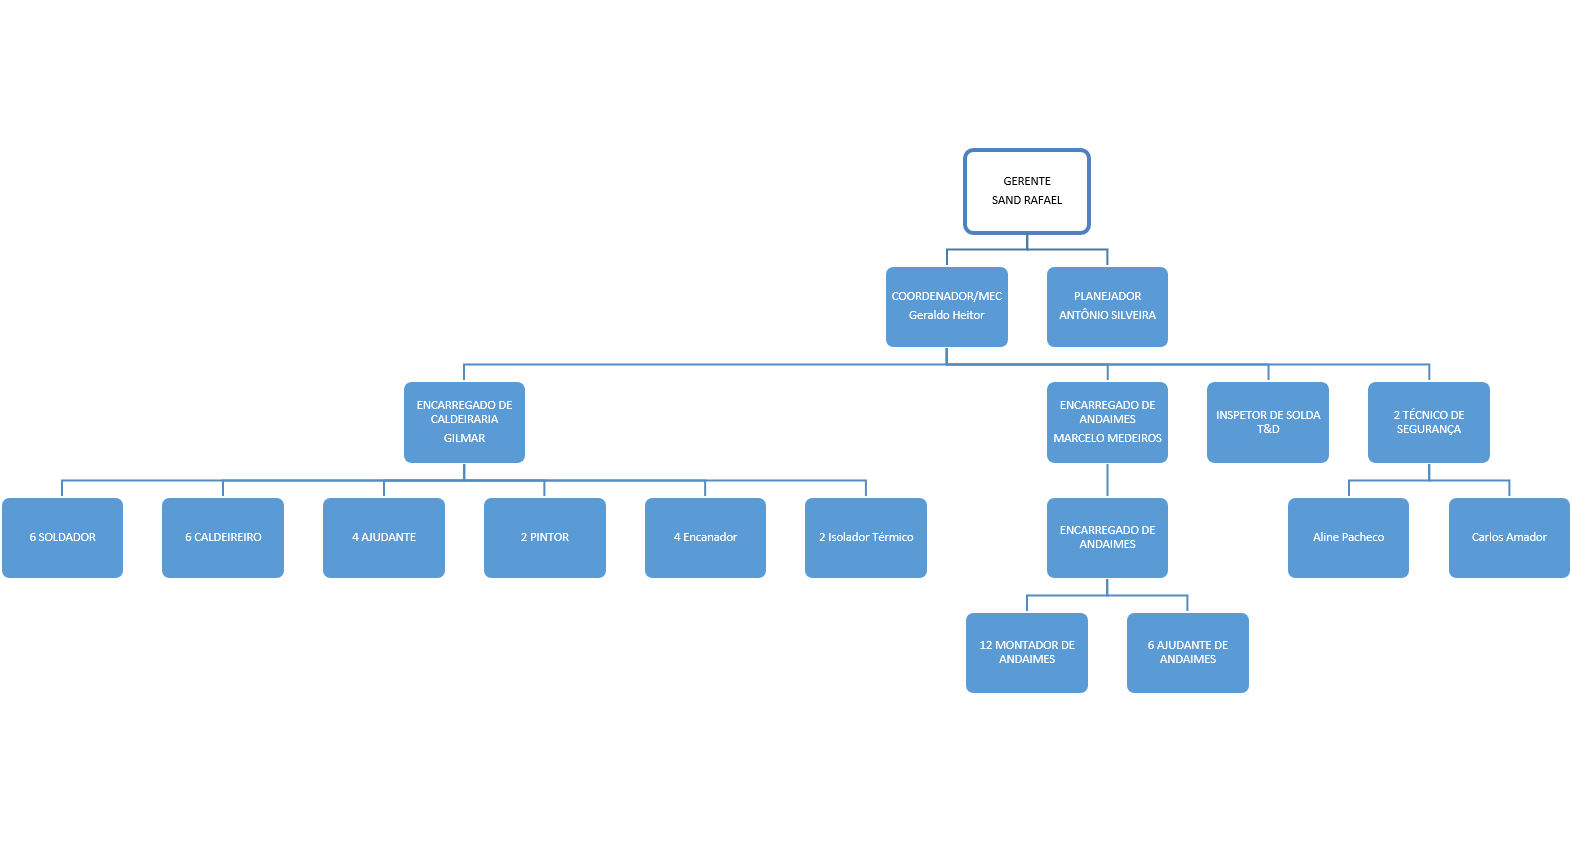 GERENTE
SAND RAFAEL
COORDENADOR/MEC
Geraldo Heitor
PLANEJADOR
ANTÔNIO SILVEIRA
ENCARREGADO DE
CALDEIRARIA
GILMAR
ENCARREGADO DE
ANDAIMES
MARCELO MEDEIROS
INSPETOR DE SOLDA
T&D
2 TÉCNICO DE
SEGURANÇA
6 SOLDADOR
6 CALDEIREIRO
4 AJUDANTE
2 PINTOR
4 Encanador
2 Isolador Térmico
ENCARREGADO DE
ANDAIMES
Aline Pacheco
Carlos Amador
12 MONTADOR DE
ANDAIMES
6 AJUDANTE DE
ANDAIMES